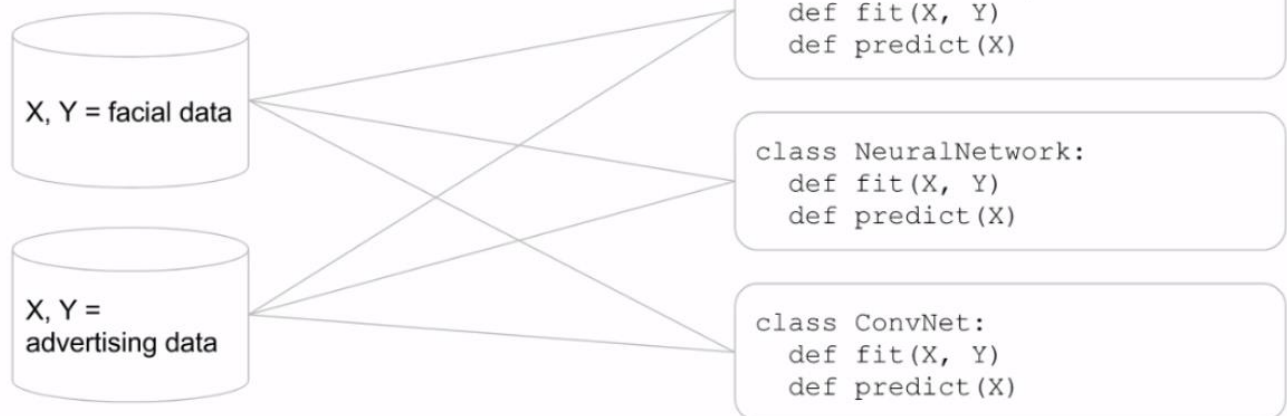 X, Y = facial data
X, Y =
advertising data
def fit(X, Y)
def predict(X)
class NeuralNetwork:
def fit(X, Y)
def predict(X)
class ConvNet:
def fit(X, Y)
def predict(X)